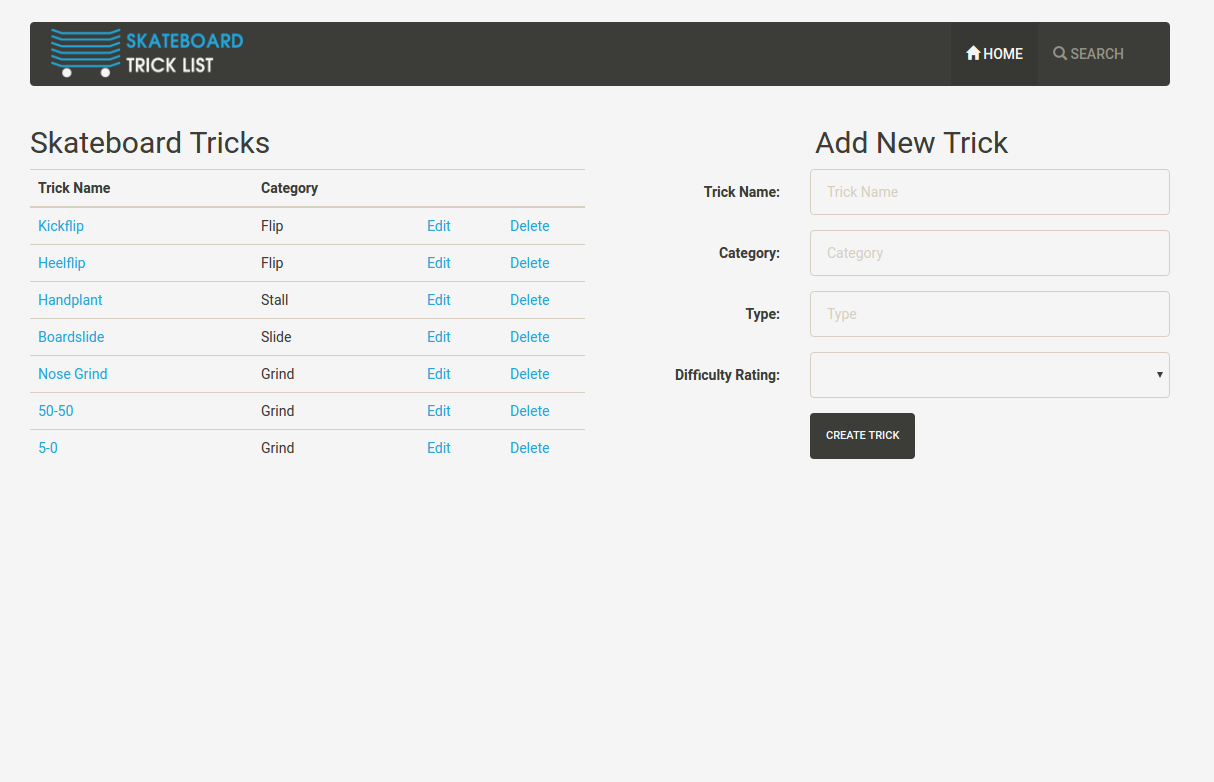 SKATEBOARD
TRICK LIST
HOME SEARCH
Skateboard Tricks
Trick Name Category
Kickflip Flip Edit Delete
Heelflip Flip Edit Delete
Handplant Stall Edit Delete
Boardslide Slide Edit Delete
Nose Grind Grind Edit Delete
50-50 Grind Edit Delete
5-0 Grind Edit Delete
Add New Trick
Trick Name: Trick Name
Category: Category
Type: Type
Difficulty Rating:
CREATE TRICK